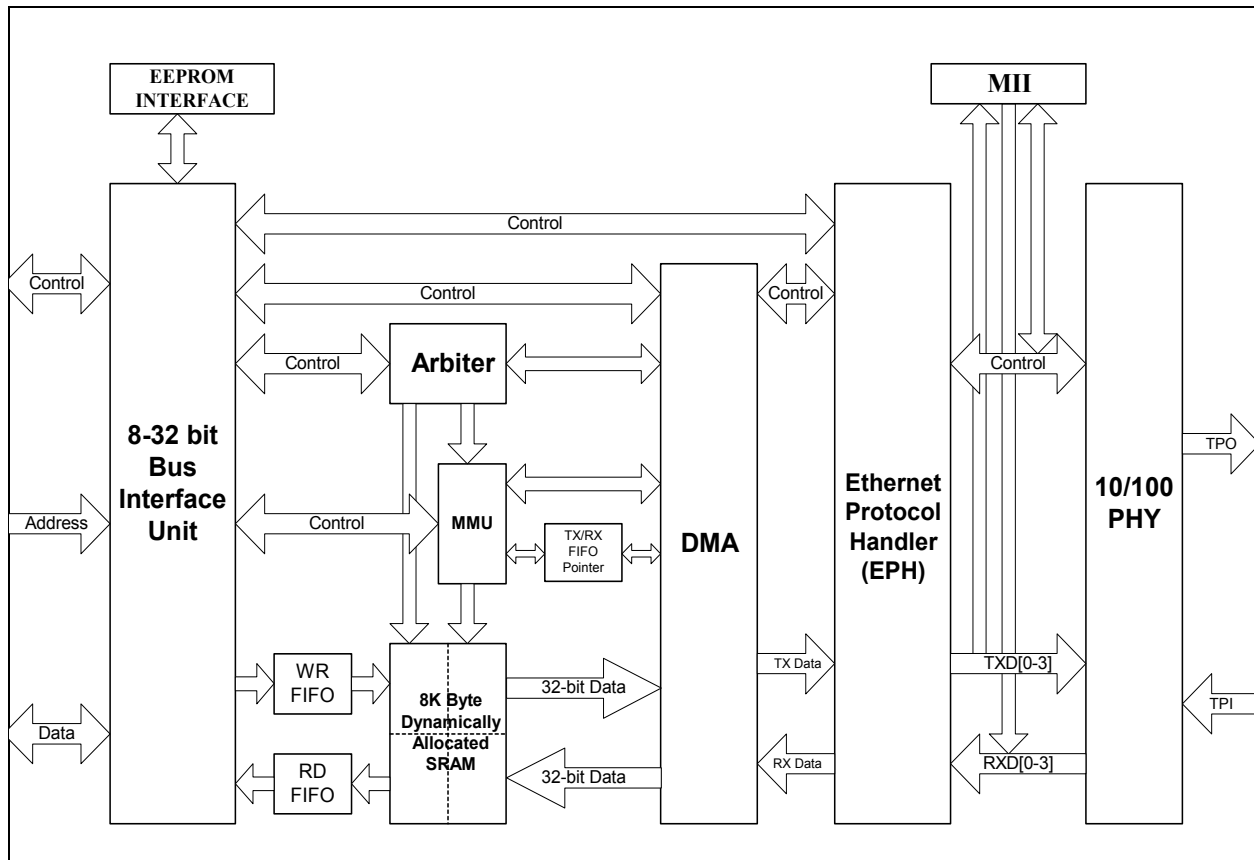 EEPROM
INTERFACE
MII
Control
Control
Control
Control
Control
Arbiter
Control
8-32 bit
Bus
Interface
Unit
Address
Control
MMU
TX/RX
FIFO
Pointer
DMA
Ethernet
Protocol
Handler
(EPH)
10/100
PHY
TPO
WR
FIFO
8K Byte
Dynamically
Allocated
SRAM
32-bit Data
TX Data
TXD[0-3]
TPI
Data
RD
FIFO
32-bit Data
RX Data
RXD[0-3]